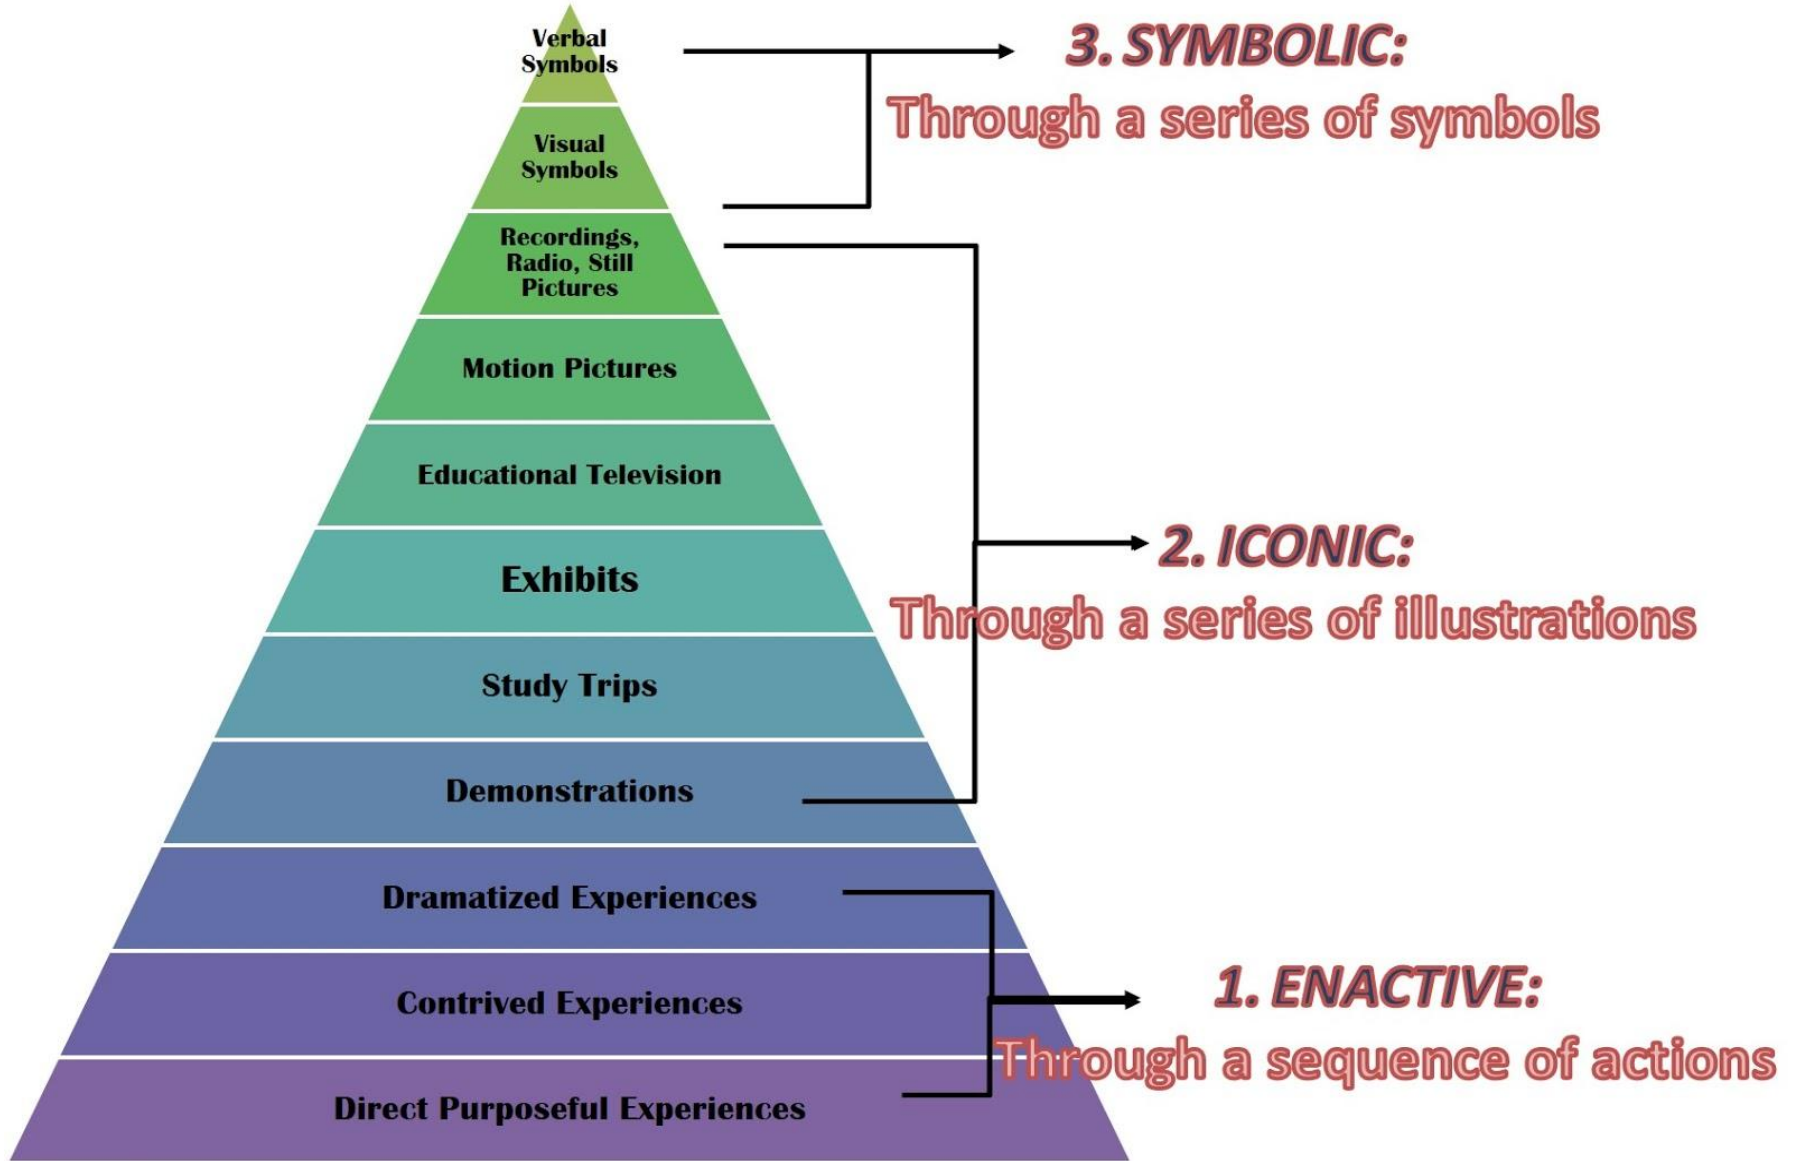 Verbal
Symbols
3. SYMBOLIC:
Through a series of symbols
Visual
Symbols
Recordings,
Radio, Still
Pictures
Motion Pictures
Educational Television
2. ICONIC:
Through a series of illustrations
Exhibits
Study Trips
Demonstrations
Dramatized Experiences
1. ENACTIVE:
Through a sequence of actions
Contrived Experiences
Direct Purposeful Experiences